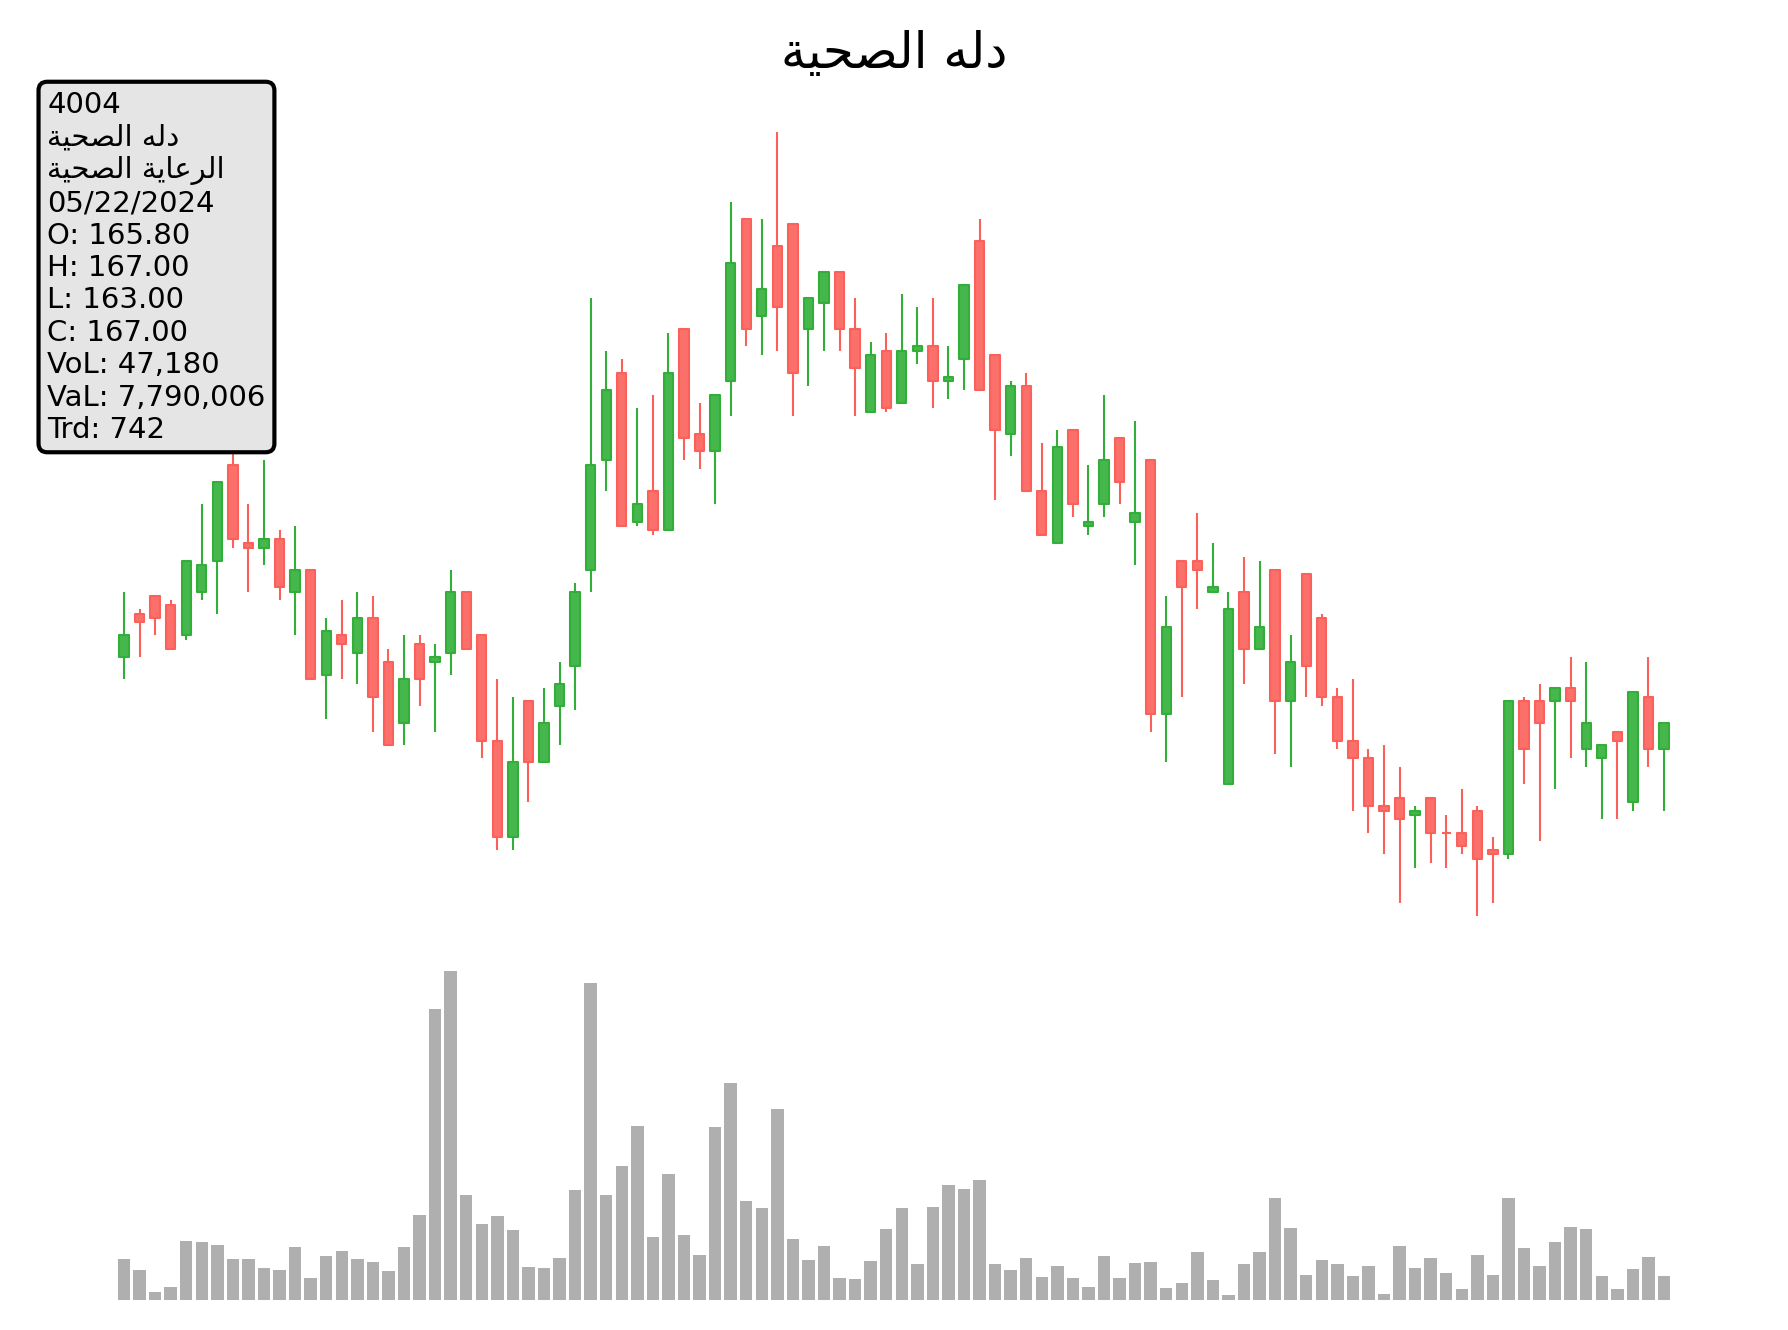 دله الصحية
4004
دله الصحية
الرعاية الصحية
05/22/2024
O: 165.80
H: 167.00
L: 163.00
C: 167.00
VoL: 47,180
VaL: 7,790,006
Trd: 742